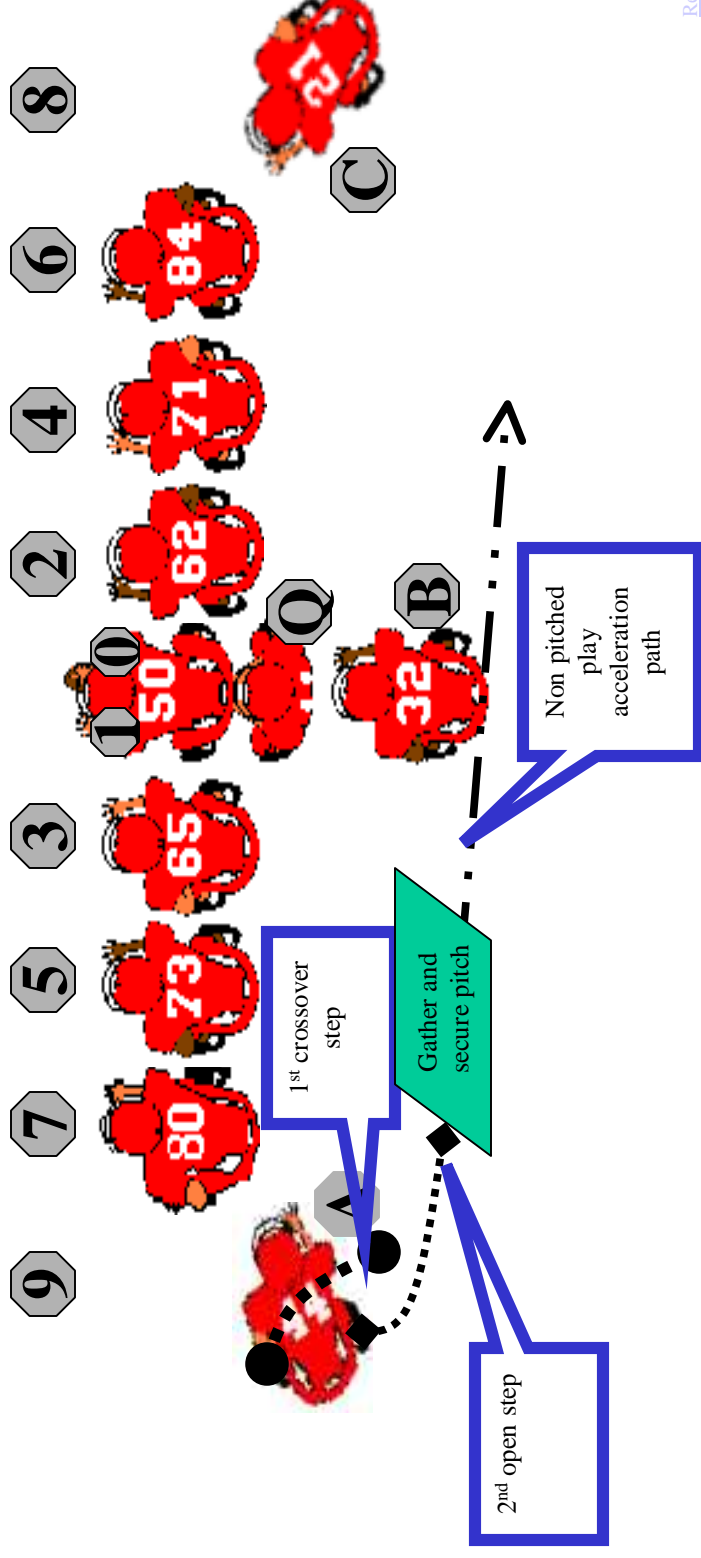 9 7 5 3 1 0 2 4 6 8
80 73 65 50 62 71 84
21
A
Q
C
32
B
1st crossover
step
Gather and
secure pitch
2nd open step
Non pitched
play
acceleration
path